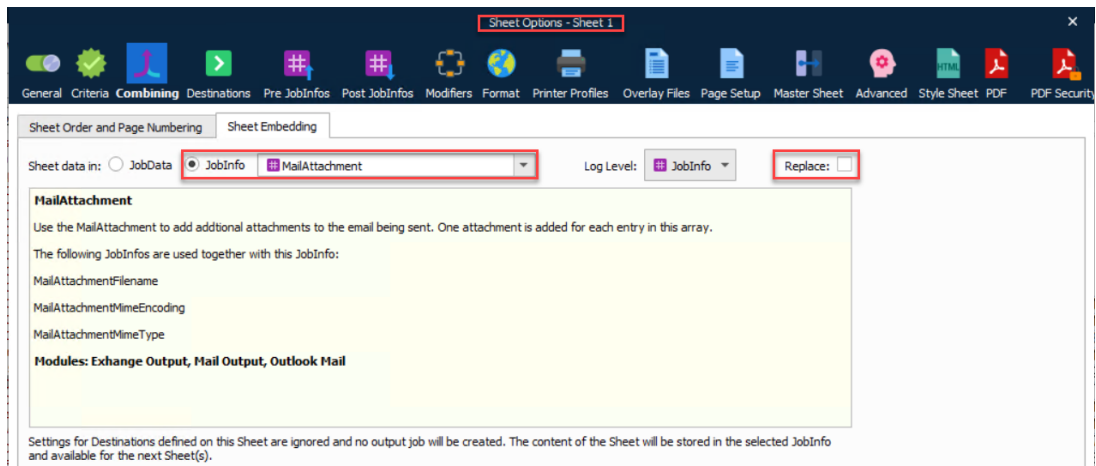 Sheet Options - Sheet 1
General Criteria Combining Destinations Pre JobInfos Post JobInfos Modifiers Format Printer Profiles Overlay Files Page Setup Master Sheet Advanced Style Sheet PDF PDF Security
HTML
Sheet Order and Page Numbering Sheet Embedding
Sheet data in: JobData JobInfo MailAttachment Log Level: JobInfo Replace:
MailAttachment
Use the MailAttachment to add addtional attachments to the email being sent. One attachment is added for each entry in this array.
The following JobInfos are used together with this JobInfo:
MailAttachmentFilename
MailAttachmentMimeEncoding
MailAttachmentMimeType
Modules: Exhange Output, Mail Output, Outlook Mail
Settings for Destinations defined on this Sheet are ignored and no output job will be created. The content of the Sheet will be stored in the selected JobInfo
and available for the next Sheet(s).